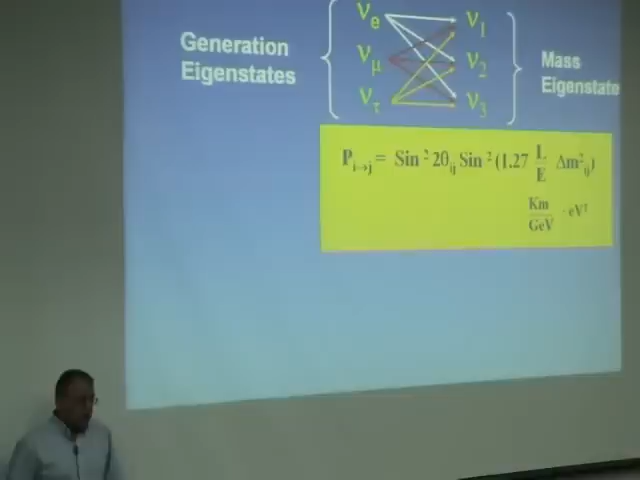 Generation
Eigenstates
νe
νμ
ντ
ν1
ν2
ν3
Mass
Eigenstate
Pi→j = Sin² 2θij Sin² (1.27 L/E Δm²ij)
Km/GeV · eV²